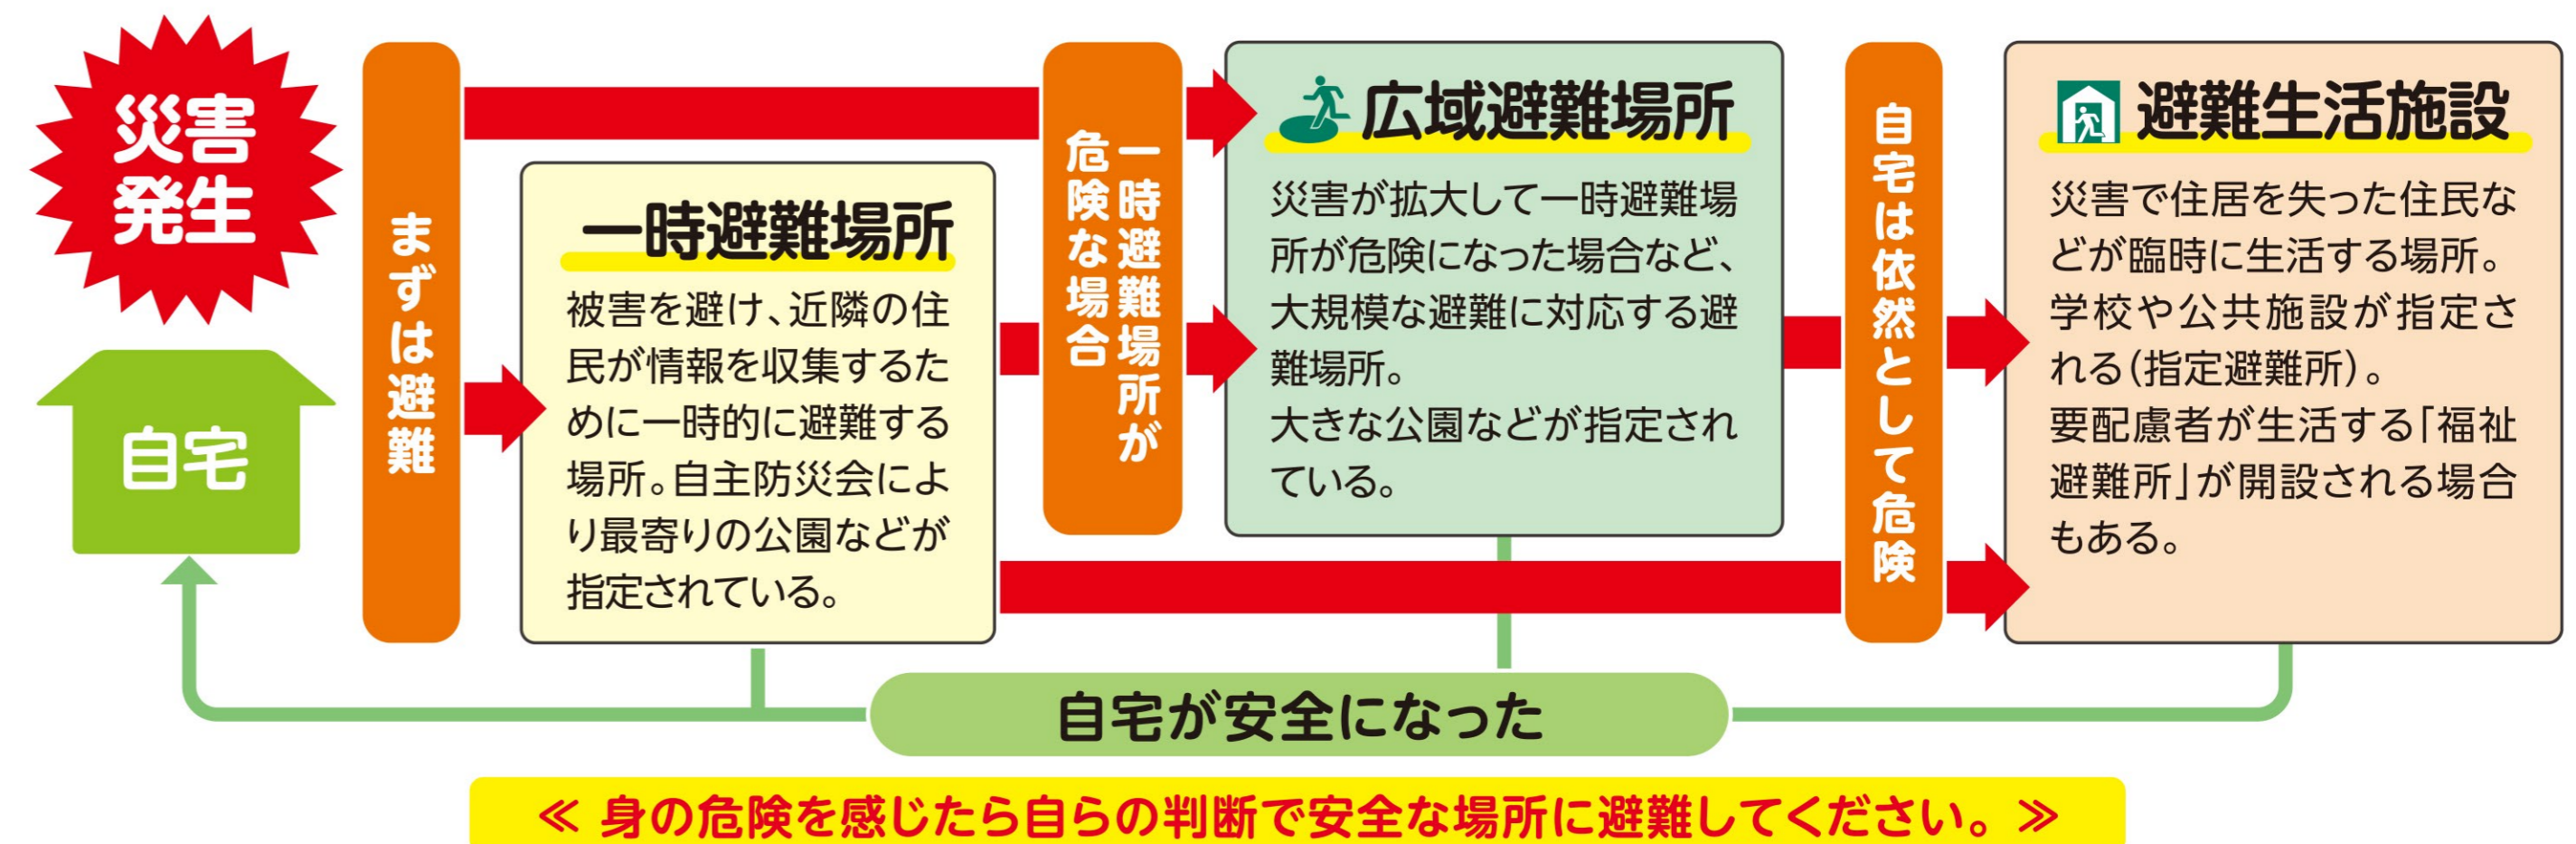 災害
発生
自宅
まずは避難
一時避難場所
被害を避け、近隣の住
民が情報を収集するた
めに一時的に避難する
場所。自主防災会によ
り最寄りの公園などが
指定されている。
一時避難場所が
危険な場合
広域避難場所
災害が拡大して一時避難場
所が危険になった場合など、
大規模な避難に対応する避
難場所。
大きな公園などが指定され
ている。
自宅は依然として危険
避難生活施設
災害で住居を失った住民な
どが臨時に生活する場所。
学校や公共施設が指定さ
れる(指定避難所)。
要配慮者が生活する「福祉
避難所」が開設される場合
もある。
自宅が安全になった
≪ 身の危険を感じたら自らの判断で安全な場所に避難してください。≫